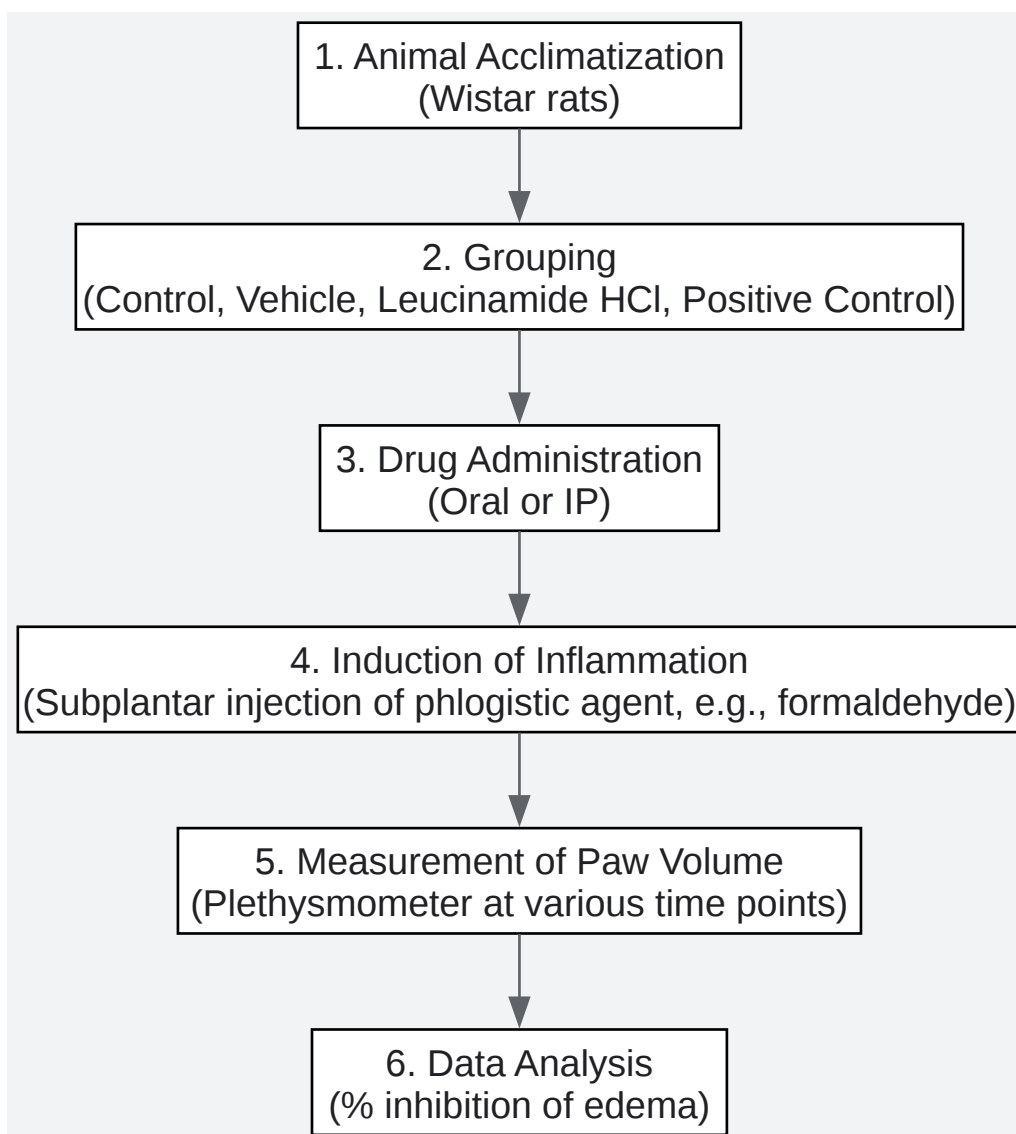 1. Animal Acclimatization
(Wistar rats)
2. Grouping
(Control, Vehicle, Leucinamide HCl, Positive Control)
3. Drug Administration
(Oral or IP)
4. Induction of Inflammation
(Subplantar injection of phlogistic agent, e.g., formaldehyde)
5. Measurement of Paw Volume
(Plethysmometer at various time points)
6. Data Analysis
(% inhibition of edema)